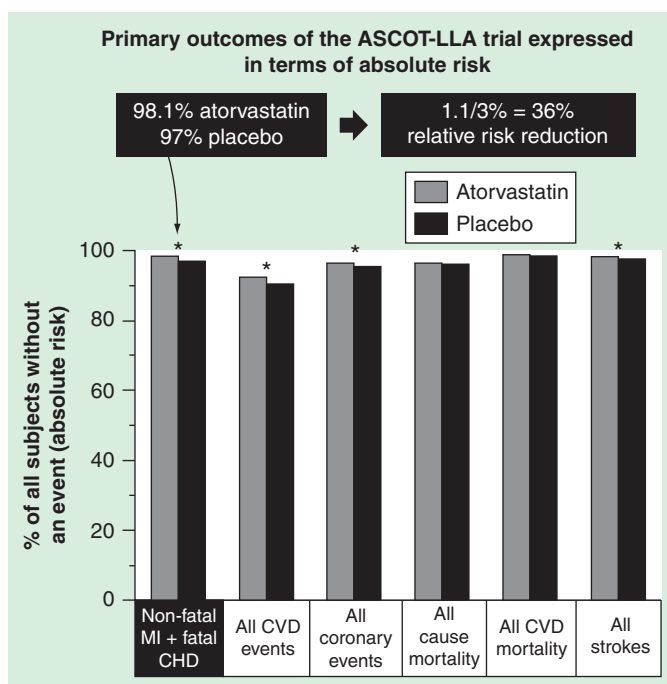 Primary outcomes of the ASCOT-LLA trial expressed
in terms of absolute risk
98.1% atorvastatin
97% placebo
1.1/3% = 36%
relative risk reduction
Atorvastatin
Placebo
% of all subjects without
an event (absolute risk)
100
80
60
40
20
0
*
*
*
*
Non-fatal
MI + fatal
CHD
All CVD
events
All
coronary
events
All
cause
mortality
All CVD
mortality
All
strokes